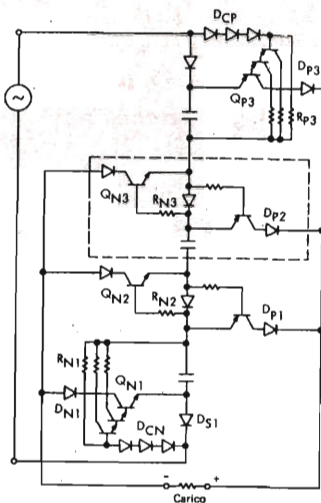 DCP
DP3
QP3
RP3
QN3
RN3
DP2
QN2
RN2
DP1
RN1
QN1
DN1
DCN
DS1
- +
Carico